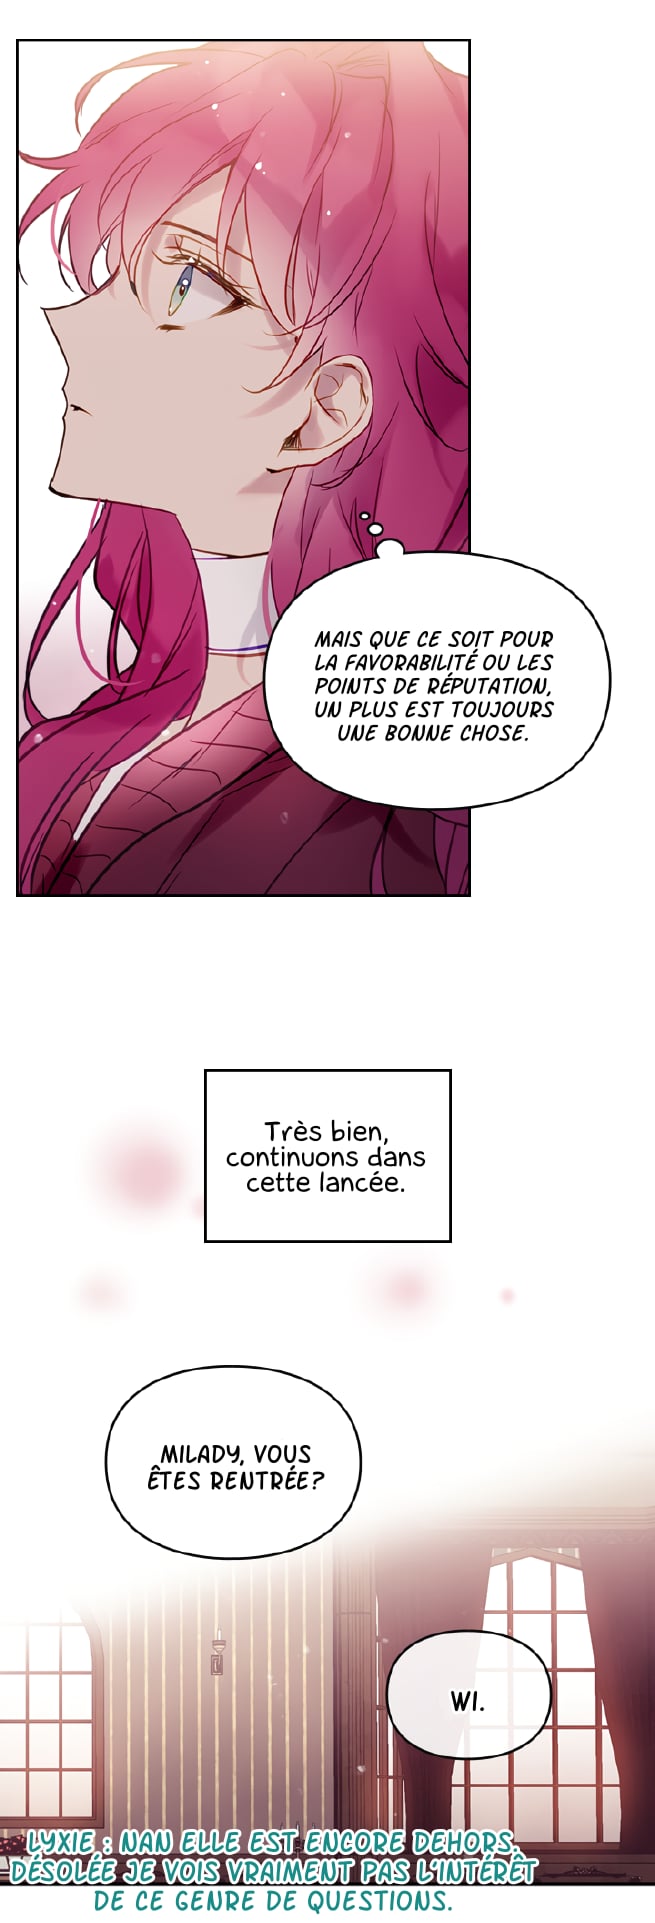 MAIS QUE CE SOIT POUR
LA FAVORABILITÉ OU LES
POINTS DE RÉPUTATION,
UN PLUS EST TOUJOURS
UNE BONNE CHOSE.
Très bien,
continuons dans
cette lancée.
MILADY, VOUS
ÊTES RENTRÉE?
WI.
LYXIE : NAN ELLE EST ENCORE DEHORS.
DÉSOLÉE JE VOIS VRAIMENT PAS L'INTÉRÊT
DE CE GENRE DE QUESTIONS.